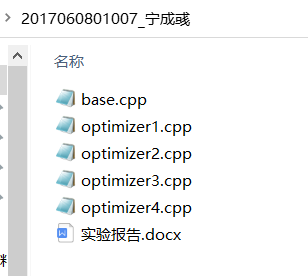 2017060801007_宁成彧
名称
base.cpp
optimizer1.cpp
optimizer2.cpp
optimizer3.cpp
optimizer4.cpp
实验报告.docx